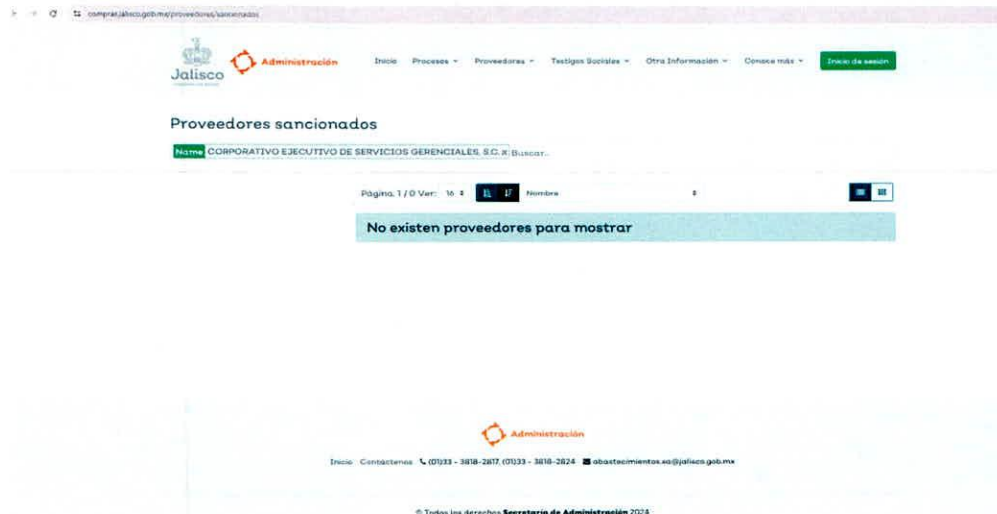 compras.jalisco.gob.mx/proveedores/sancionados
Jalisco
Administración
Inicio Procesos Proveedores Testigos Sociales Otra Información Conoce más Inicio de sesión
Proveedores sancionados
Name CORPORATIVO EJECUTIVO DE SERVICIOS GERENCIALES, S.C. x Buscar...
Página: 1 / 0 Ver: 16 Nombre
No existen proveedores para mostrar
Administración
Inicio Contáctenos (01)33 - 3818-2817, (01)33 - 3818-2824 abastecimientos.sa@jalisco.gob.mx
© Todos los derechos Secretaría de Administración 2024